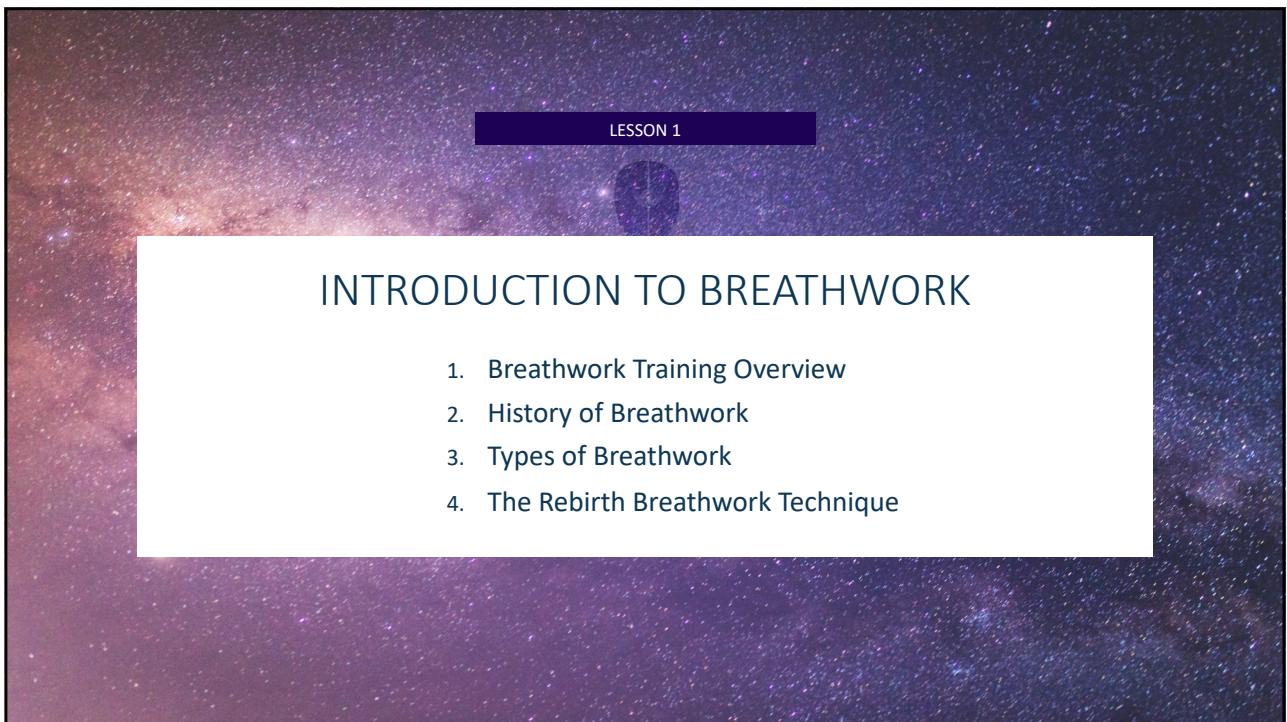 LESSON 1
INTRODUCTION TO BREATHWORK
1. Breathwork Training Overview
2. History of Breathwork
3. Types of Breathwork
4. The Rebirth Breathwork Technique